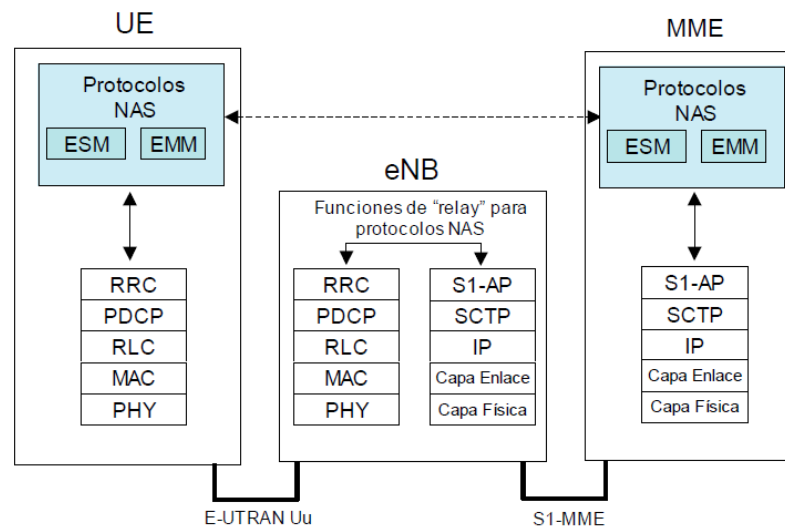 UE
MME
Protocolos
NAS
ESM
EMM
Protocolos
NAS
ESM
EMM
eNB
Funciones de “relay” para
protocolos NAS
RRC
PDCP
RLC
MAC
PHY
RRC
PDCP
RLC
MAC
PHY
S1-AP
SCTP
IP
Capa Enlace
Capa Física
S1-AP
SCTP
IP
Capa Enlace
Capa Física
E-UTRAN Uu
S1-MME